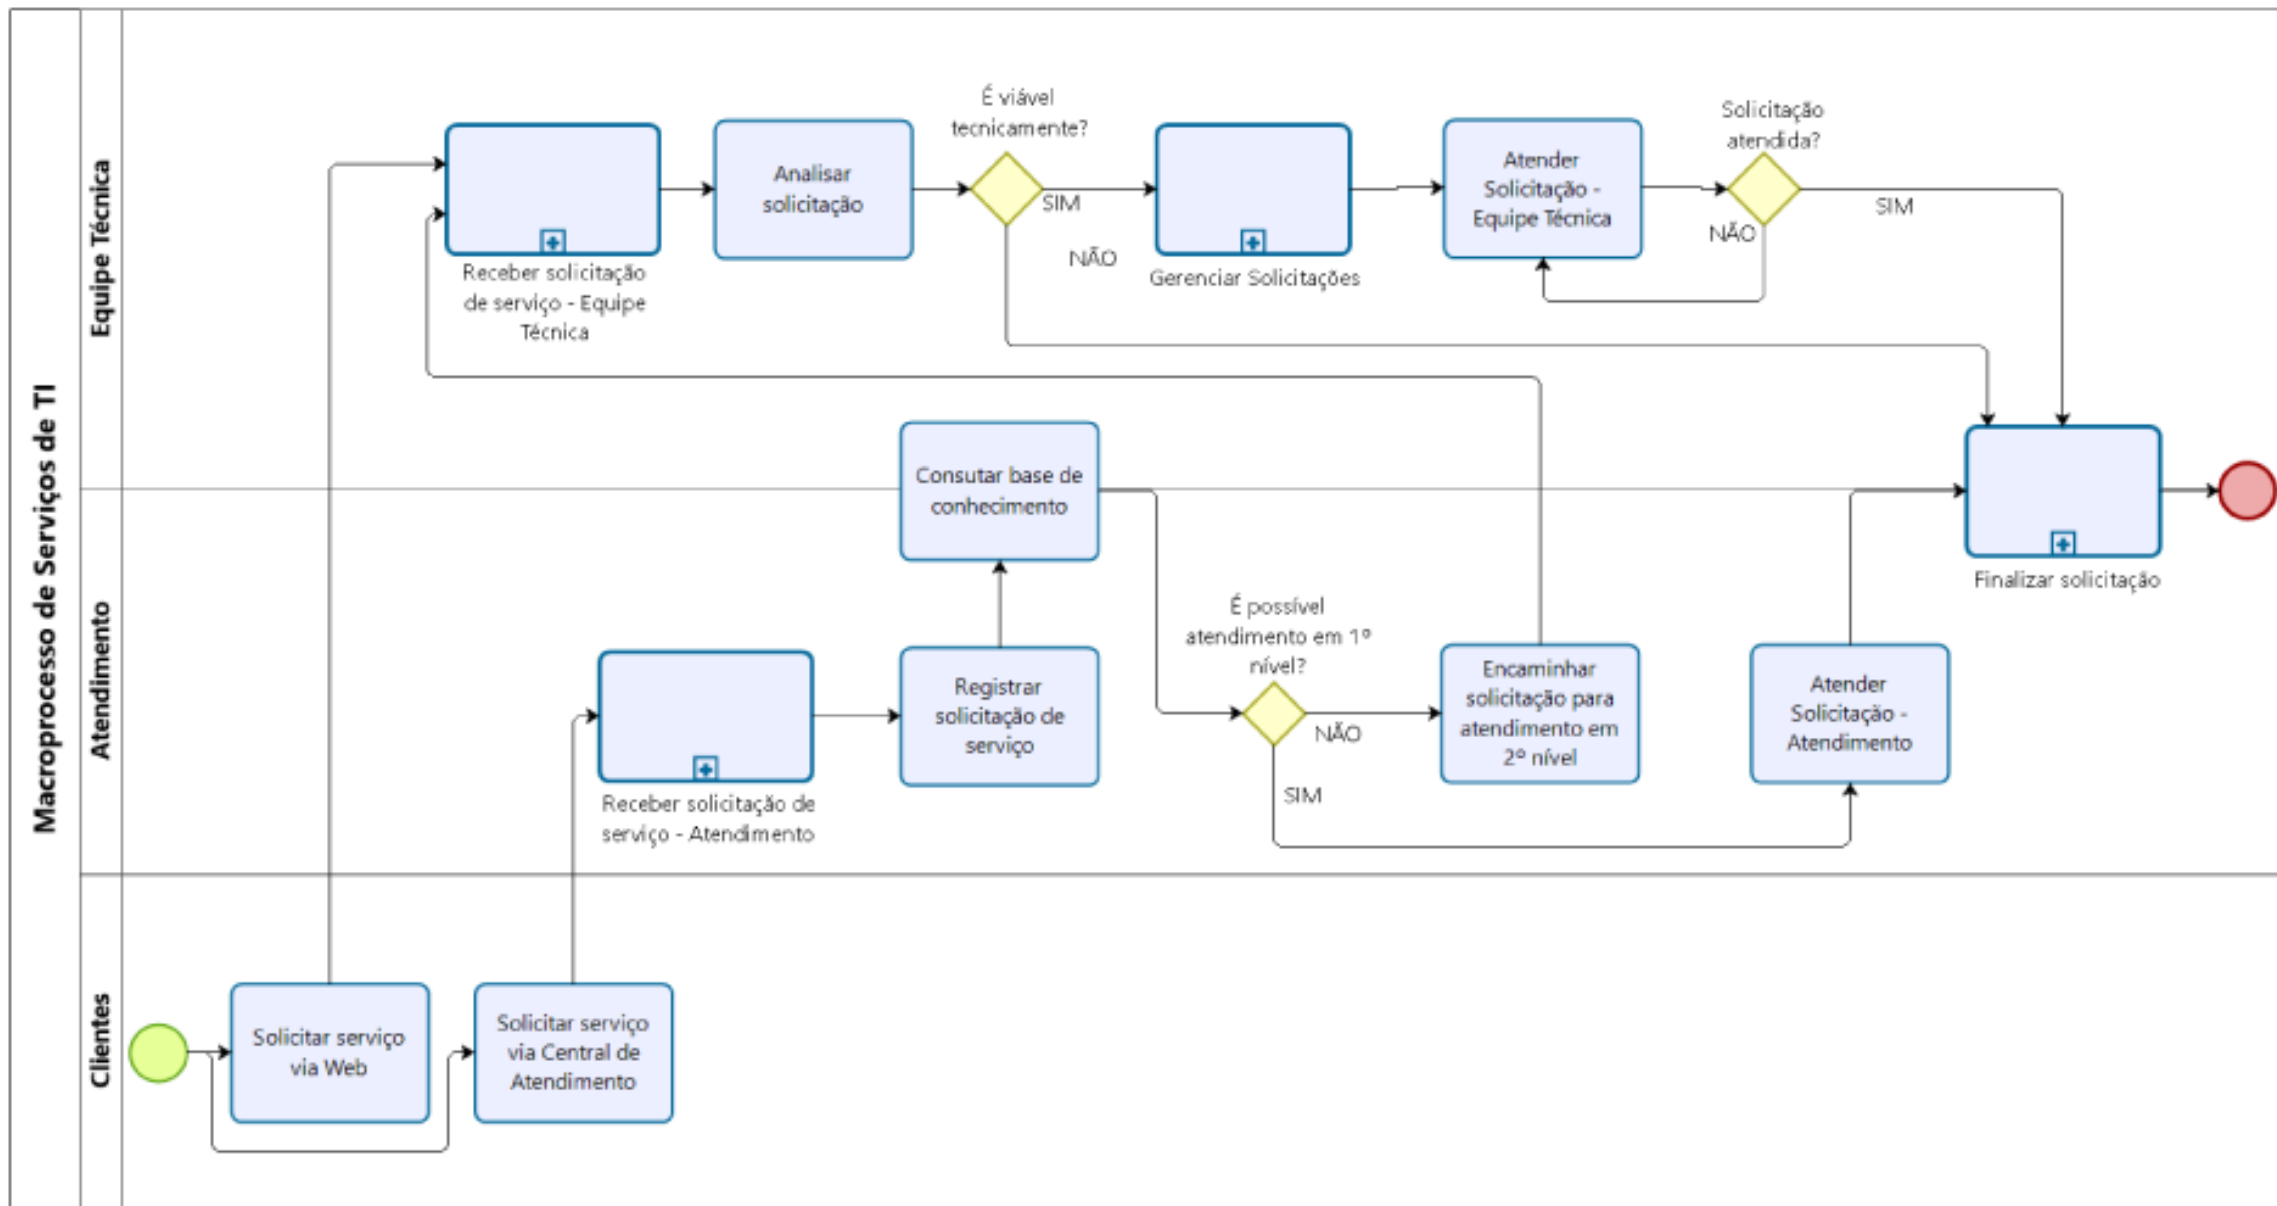 Macroprocesso de Serviços de TI
Equipe Técnica
É viável
tecnicamente?
Solicitação
atendida?
Analisar
solicitação
Atender
Solicitação -
Equipe Técnica
SIM
SIM
NÃO
NÃO
Receber solicitação
de serviço - Equipe
Técnica
Gerenciar Solicitações
Atendimento
Consutar base de
conhecimento
Finalizar solicitação
É possível
atendimento em 1º
nível?
Registrar
solicitação de
serviço
Encaminhar
solicitação para
atendimento em
2º nível
Atender
Solicitação -
Atendimento
NÃO
SIM
Receber solicitação de
serviço - Atendimento
Clientes
Solicitar serviço
via Web
Solicitar serviço
via Central de
Atendimento